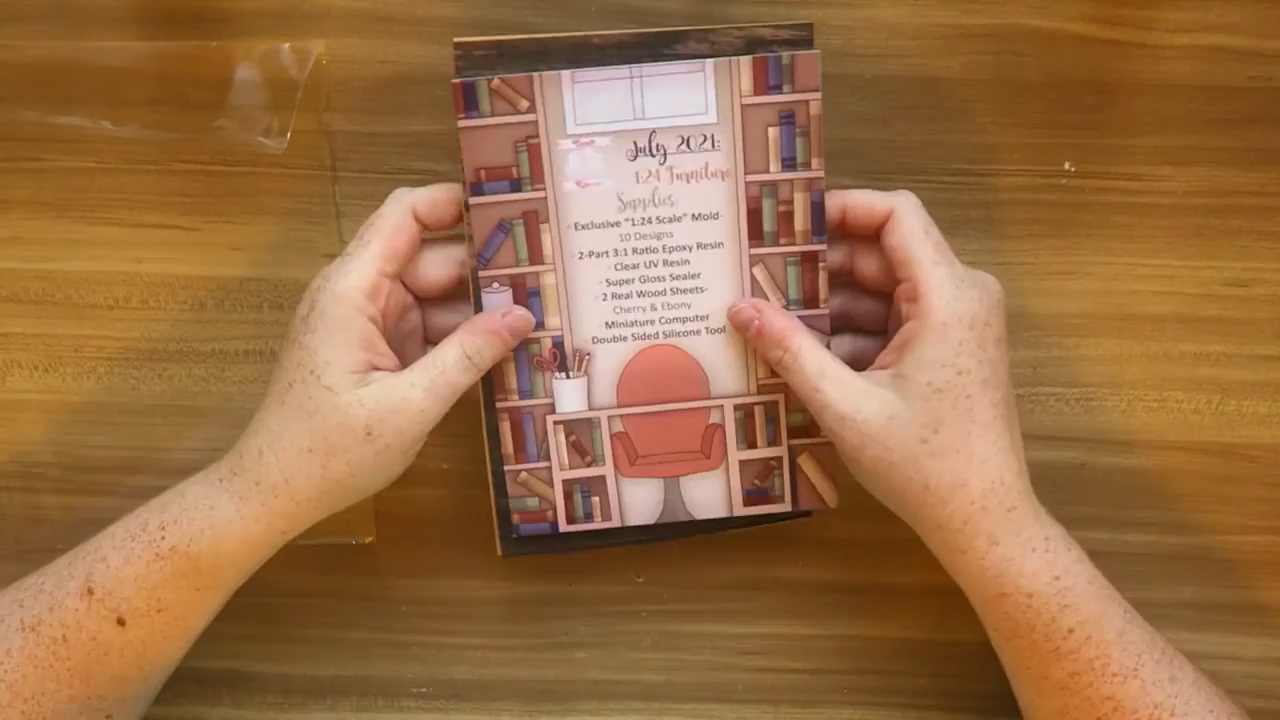 July 2021:
1:24 Furniture
Supplies
- Exclusive "1:24 Scale" Mold-
10 Designs
- 2-Part 3:1 Ratio Epoxy Resin
- Clear UV Resin
- Super Gloss Sealer
- 2 Real Wood Sheets-
Cherry & Ebony
- Miniature Computer
- Double Sided Silicone Tool